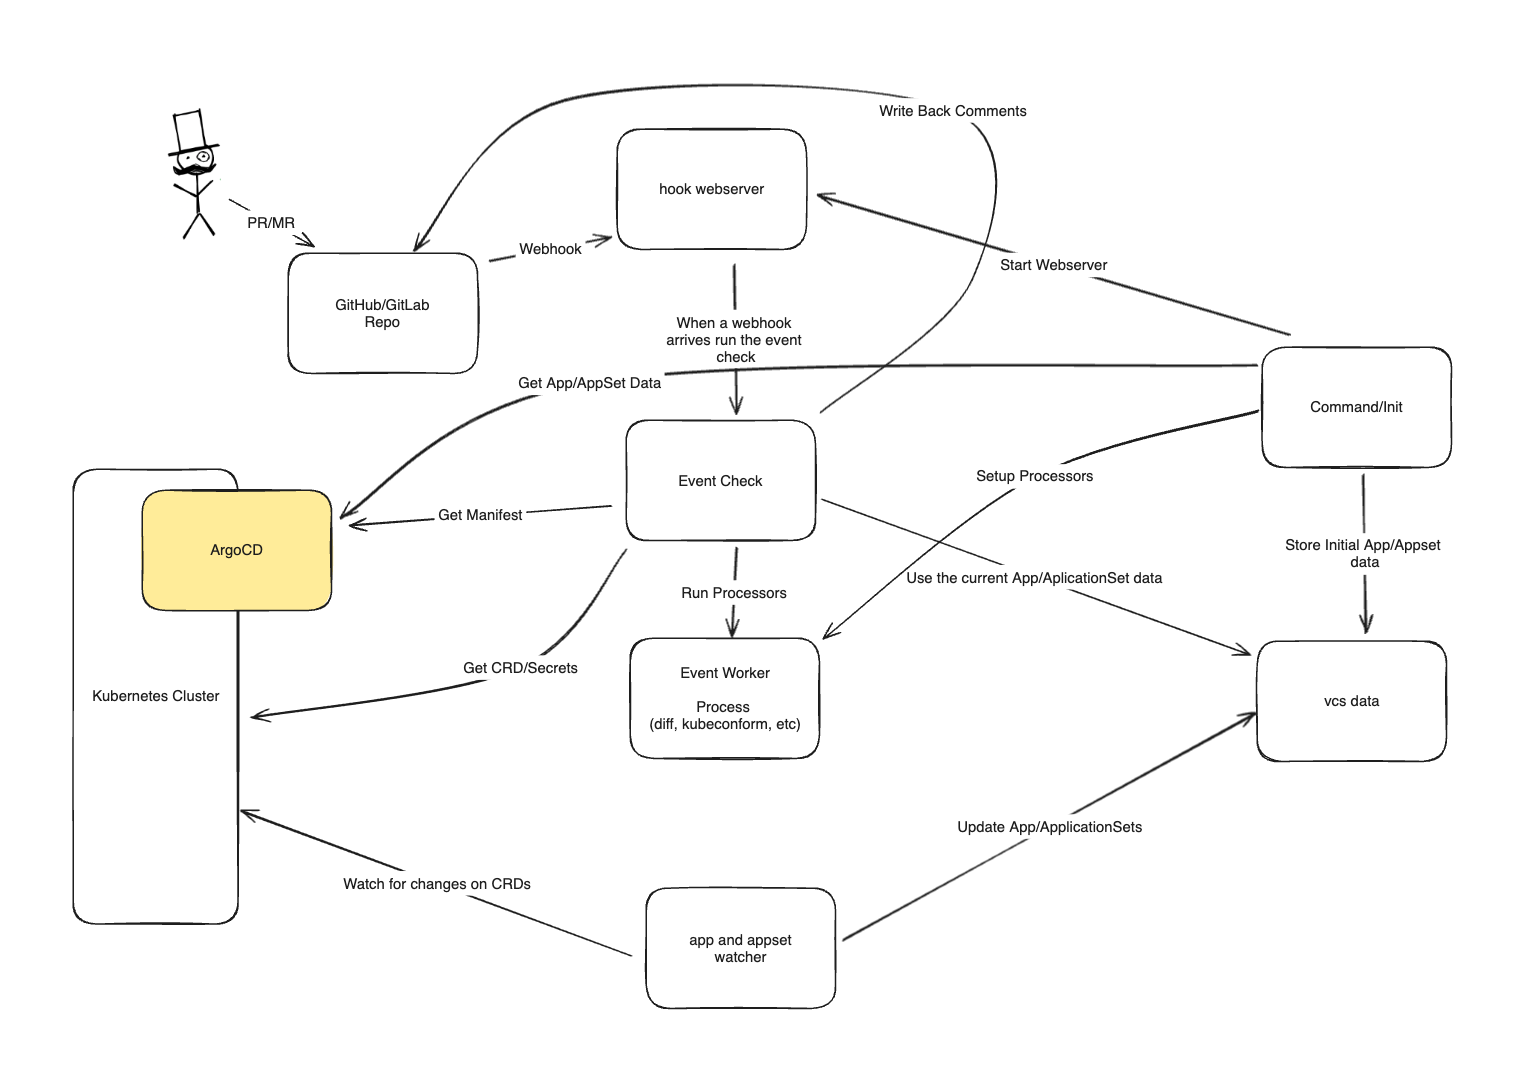 Write Back Comments
hook webserver
PR/MR
Webhook
Start Webserver
GitHub/GitLab
Repo
When a webhook
arrives run the event
check
Get App/AppSet Data
Command/Init
Setup Processors
Event Check
Get Manifest
ArgoCD
Store Initial App/Appset
data
Use the current App/AplicationSet data
Run Processors
Get CRD/Secrets
Event Worker
Process
(diff, kubeconform, etc)
Kubernetes Cluster
vcs data
Update App/ApplicationSets
Watch for changes on CRDs
app and appset
watcher